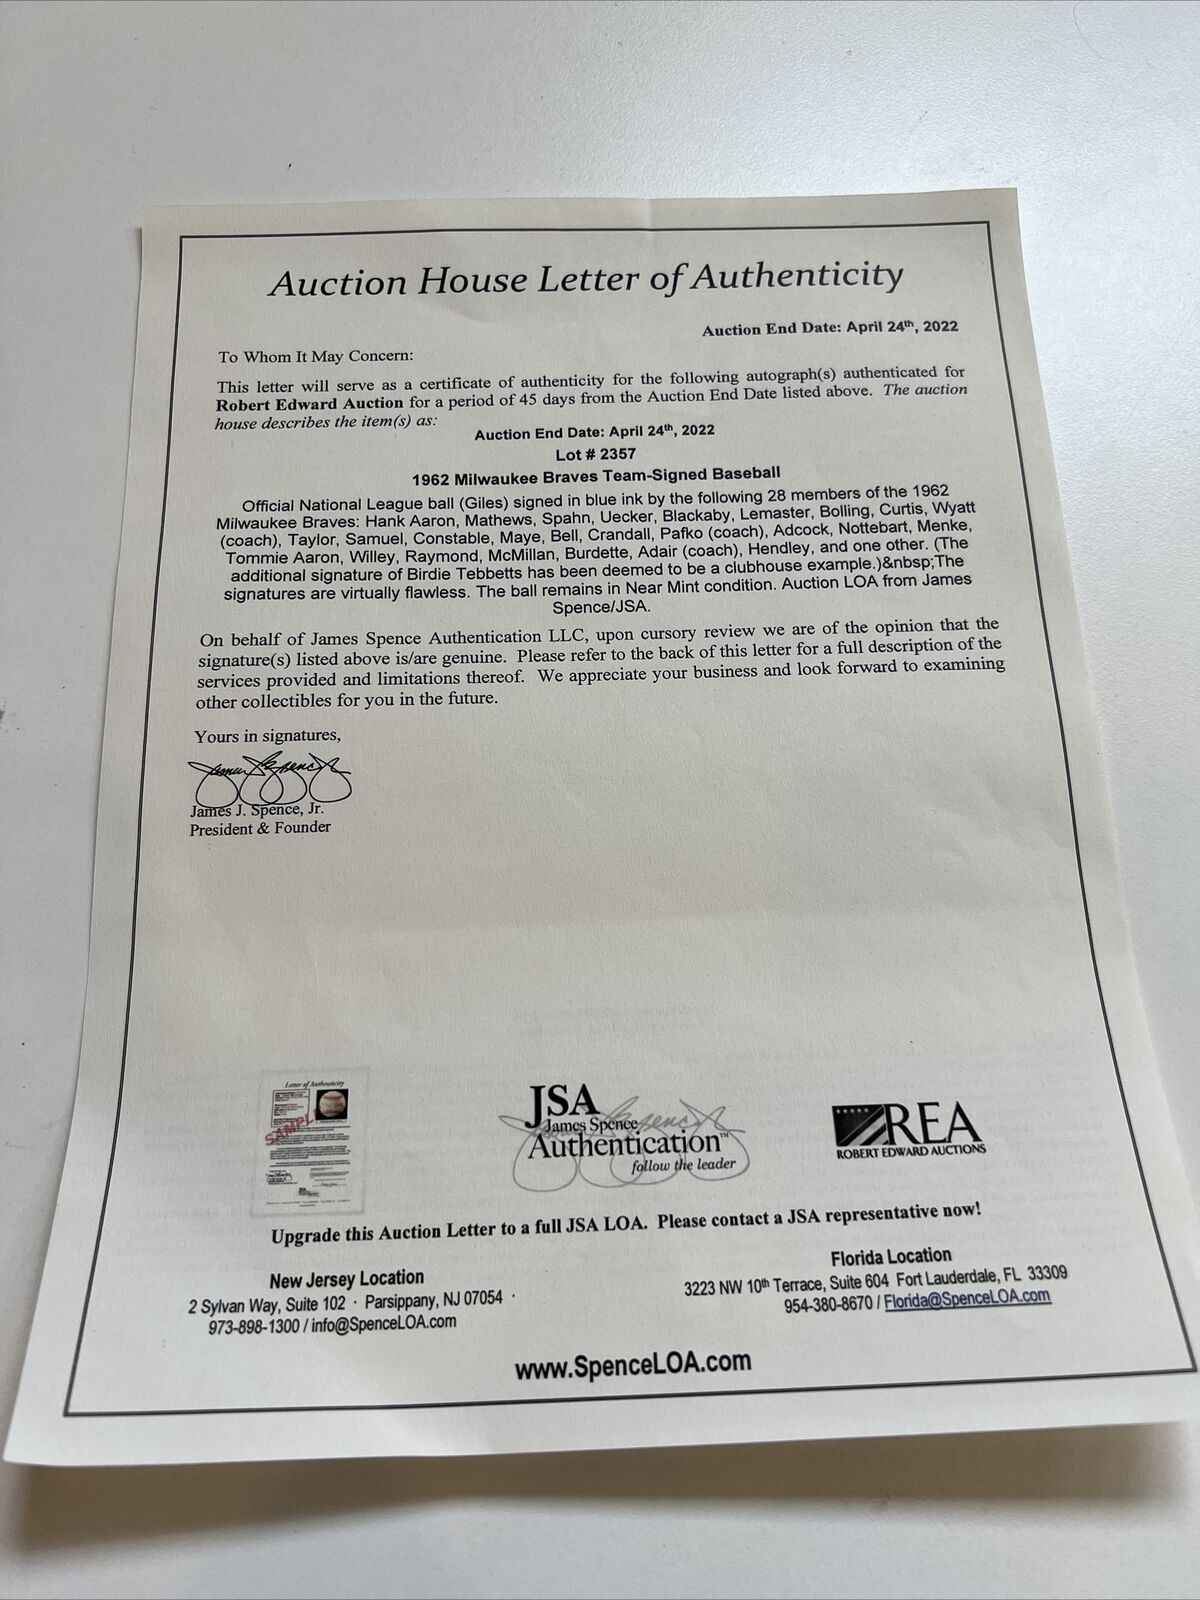 Auction House Letter of Authenticity
Auction End Date: April 24th, 2022
To Whom It May Concern:
This letter will serve as a certificate of authenticity for the following autograph(s) authenticated for
Robert Edward Auction for a period of 45 days from the Auction End Date listed above. The auction
house describes the item(s) as:
Auction End Date: April 24th, 2022
Lot # 2357
1962 Milwaukee Braves Team-Signed Baseball
Official National League ball (Giles) signed in blue ink by the following 28 members of the 1962
Milwaukee Braves: Hank Aaron, Mathews, Spahn, Uecker, Blackaby, Lemaster, Bolling, Curtis, Wyatt
(coach), Taylor, Samuel, Constable, Maye, Bell, Crandall, Pafko (coach), Adcock, Nottebart, Menke,
Tommie Aaron, Willey, Raymond, McMillan, Burdette, Adair (coach), Hendley, and one other. (The
additional signature of Birdie Tebbetts has been deemed to be a clubhouse example.)&nbsp;The
signatures are virtually flawless. The ball remains in Near Mint condition. Auction LOA from James
Spence/JSA.
On behalf of James Spence Authentication LLC, upon cursory review we are of the opinion that the
signature(s) listed above is/are genuine. Please refer to the back of this letter for a full description of the
services provided and limitations thereof. We appreciate your business and look forward to examining
other collectibles for you in the future.
Yours in signatures,
James J. Spence, Jr.
President & Founder
Letter of Authenticity
SAMPLE
JSA
James Spence
Authentication™
follow the leader
REA
ROBERT EDWARD AUCTIONS
Upgrade this Auction Letter to a full JSA LOA. Please contact a JSA representative now!
New Jersey Location
2 Sylvan Way, Suite 102 · Parsippany, NJ 07054 ·
973-898-1300 / info@SpenceLOA.com
Florida Location
3223 NW 10th Terrace, Suite 604 Fort Lauderdale, FL 33309
954-380-8670 / Florida@SpenceLOA.com
www.SpenceLOA.com